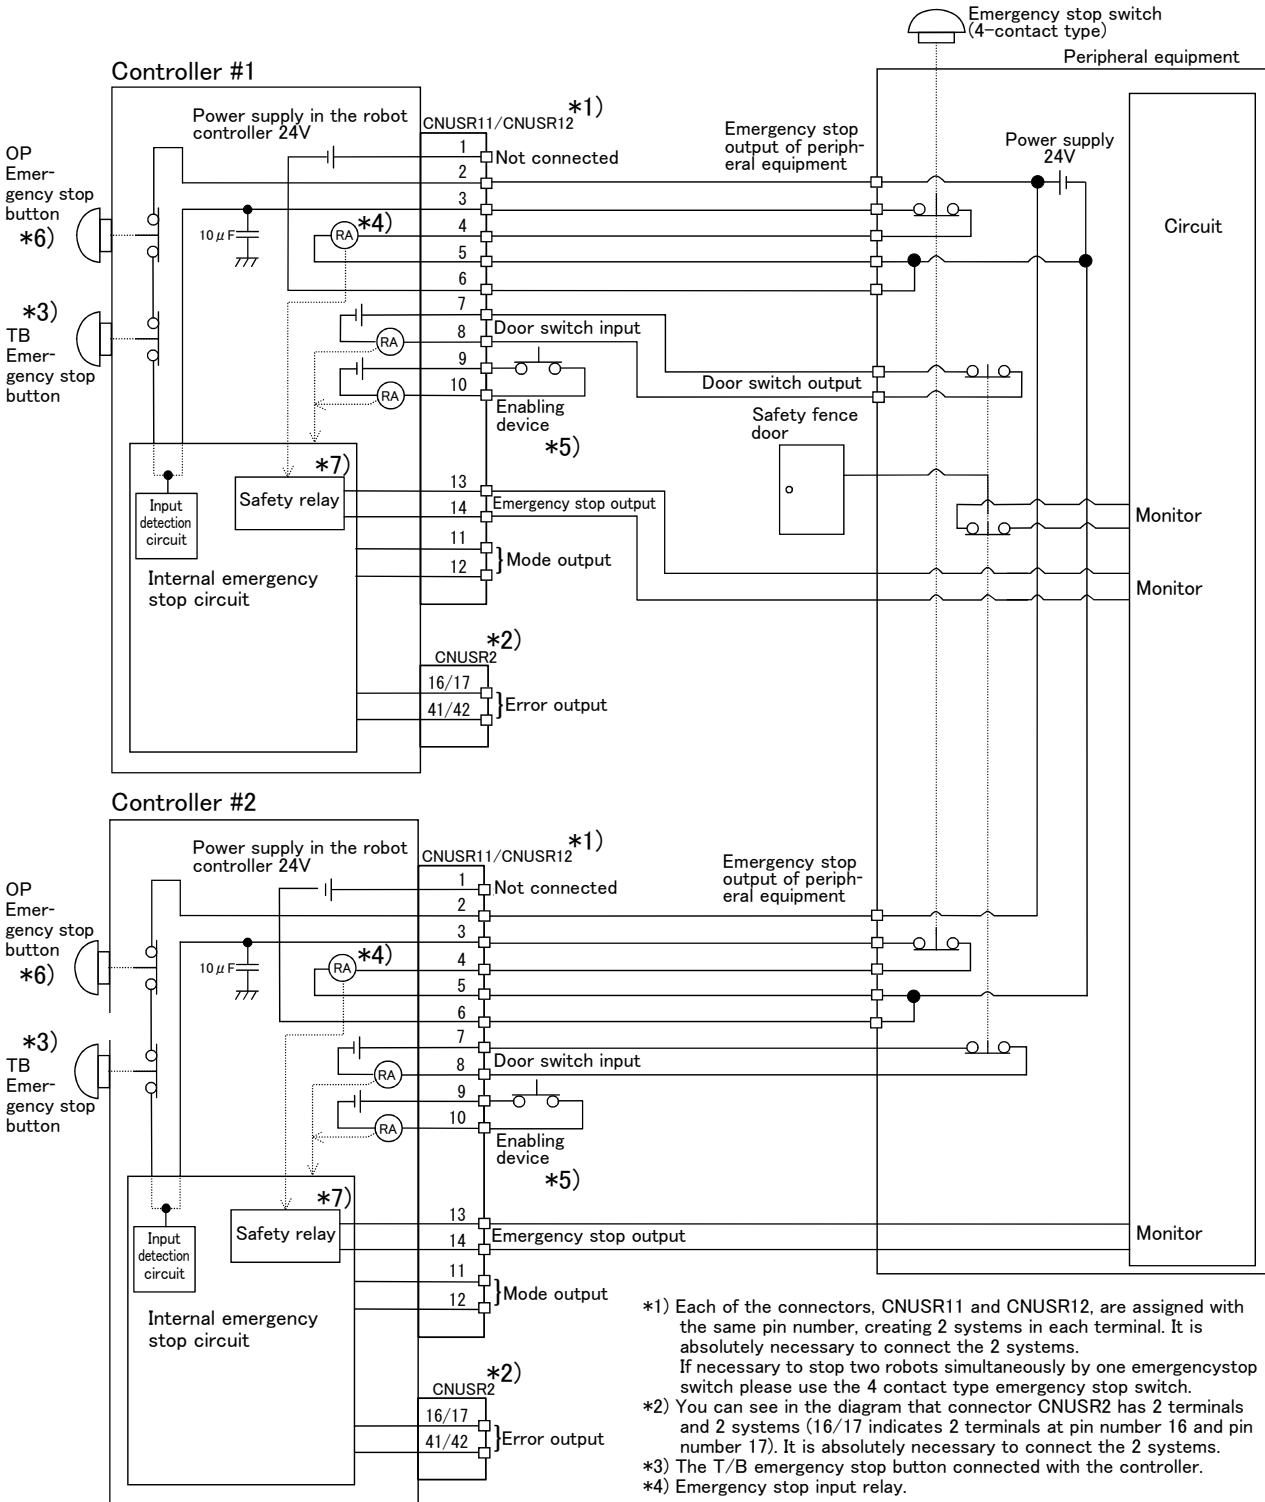 Emergency stop switch
(4-contact type)
Peripheral equipment
Controller #1
Power supply in the robot
controller 24V
*1)
CNUSR11/CNUSR12
Emergency stop
output of periph-
eral equipment
Power supply
24V
OP
Emer-
gency stop
button
*6)
1
Not connected
2
3
10μF
RA
*4)
4
5
6
Circuit
*3)
TB
Emer-
gency stop
button
7
Door switch input
RA
8
9
RA
10
Enabling
device
*5)
Door switch output
Safety fence
door
*7)
Safety relay
Input
detection
circuit
13
Emergency stop output
14
11
Mode output
12
Monitor
Monitor
Internal emergency
stop circuit
*2)
CNUSR2
16/17
Error output
41/42
Controller #2
Power supply in the robot
controller 24V
*1)
CNUSR11/CNUSR12
Emergency stop
output of periph-
eral equipment
OP
Emer-
gency stop
button
*6)
1
Not connected
2
3
10μF
RA
*4)
4
5
6
*3)
TB
Emer-
gency stop
button
7
Door switch input
RA
8
9
RA
10
Enabling
device
*5)
*7)
Safety relay
Input
detection
circuit
13
Emergency stop output
14
11
Mode output
12
Monitor
Internal emergency
stop circuit
*2)
CNUSR2
16/17
Error output
41/42
*1) Each of the connectors, CNUSR11 and CNUSR12, are assigned with
the same pin number, creating 2 systems in each terminal. It is
absolutely necessary to connect the 2 systems.
If necessary to stop two robots simultaneously by one emergencystop
switch please use the 4 contact type emergency stop switch.
*2) You can see in the diagram that connector CNUSR2 has 2 terminals
and 2 systems (16/17 indicates 2 terminals at pin number 16 and pin
number 17). It is absolutely necessary to connect the 2 systems.
*3) The T/B emergency stop button connected with the controller.
*4) Emergency stop input relay.